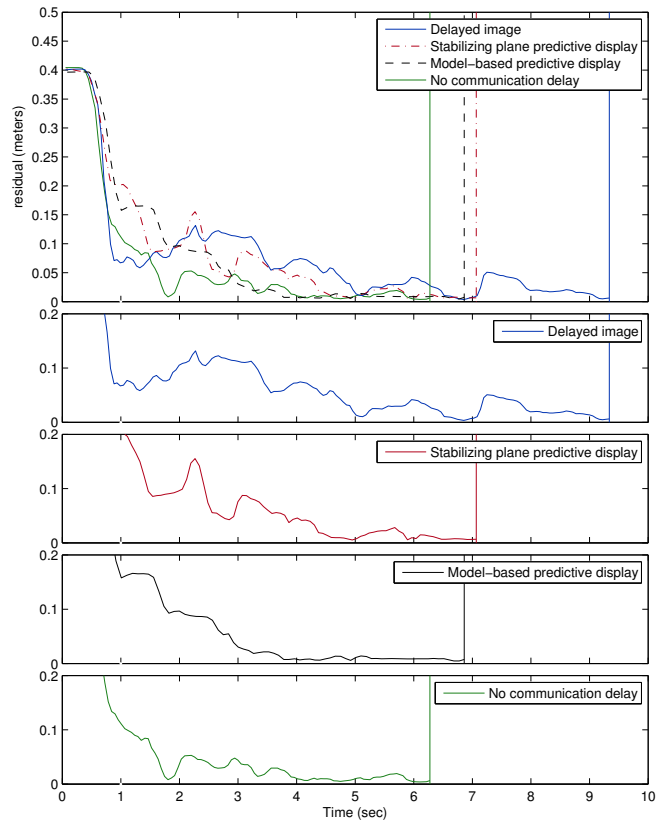 0.5
0.45
0.4
0.35
0.3
0.25
0.2
0.15
0.1
0.05
0
residual (meters)
Delayed image
Stabilizing plane predictive display
Model−based predictive display
No communication delay
0.2
0.1
0
Delayed image
0.2
0.1
0
Stabilizing plane predictive display
0.2
0.1
0
Model−based predictive display
0.2
0.1
0
No communication delay
0 1 2 3 4 5 6 7 8 9 10
Time (sec)